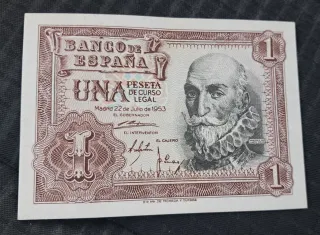 BANCO DE
ESPAÑA
1
UNA PESETA
DE CURSO
LEGAL
Madrid 22 de Julio de 1953
EL GOBERNADOR
EL INTERVENTOR
EL CAJERO
1
1